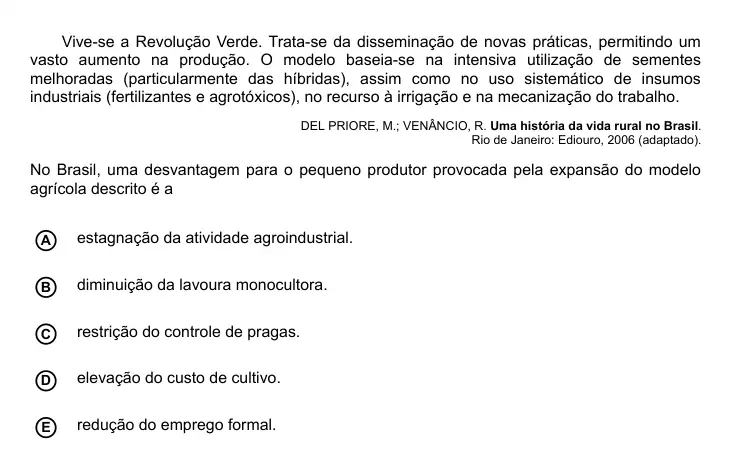 Vive-se a Revolução Verde. Trata-se da disseminação de novas práticas, permitindo um
vasto aumento na produção. O modelo baseia-se na intensiva utilização de sementes
melhoradas (particularmente das híbridas), assim como no uso sistemático de insumos
industriais (fertilizantes e agrotóxicos), no recurso à irrigação e na mecanização do trabalho.
DEL PRIORE, M.; VENÂNCIO, R. Uma história da vida rural no Brasil.
Rio de Janeiro: Ediouro, 2006 (adaptado).
No Brasil, uma desvantagem para o pequeno produtor provocada pela expansão do modelo
agrícola descrito é a
A estagnação da atividade agroindustrial.
B diminuição da lavoura monocultora.
C restrição do controle de pragas.
D elevação do custo de cultivo.
E redução do emprego formal.